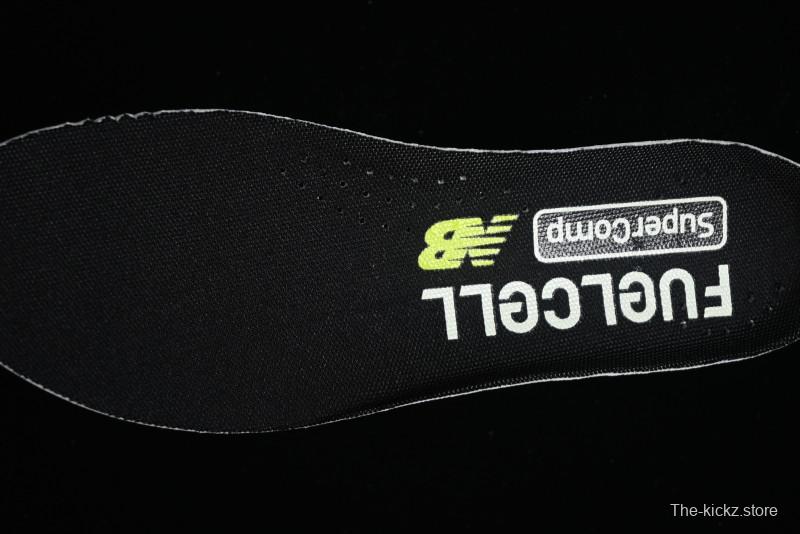 FUELCELL
SuperComp
NB
The-kickz.store